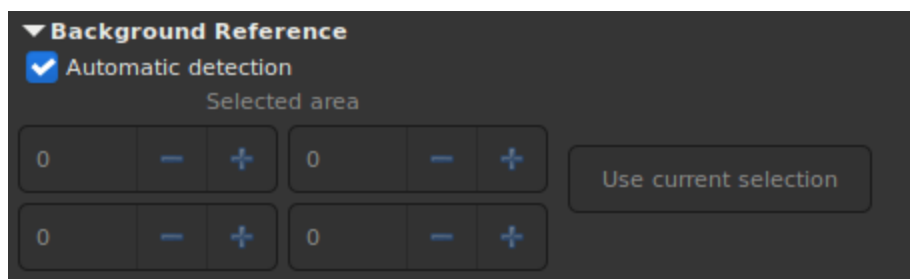 Background Reference
Automatic detection
Selected area
0 0
Use current selection
0 0